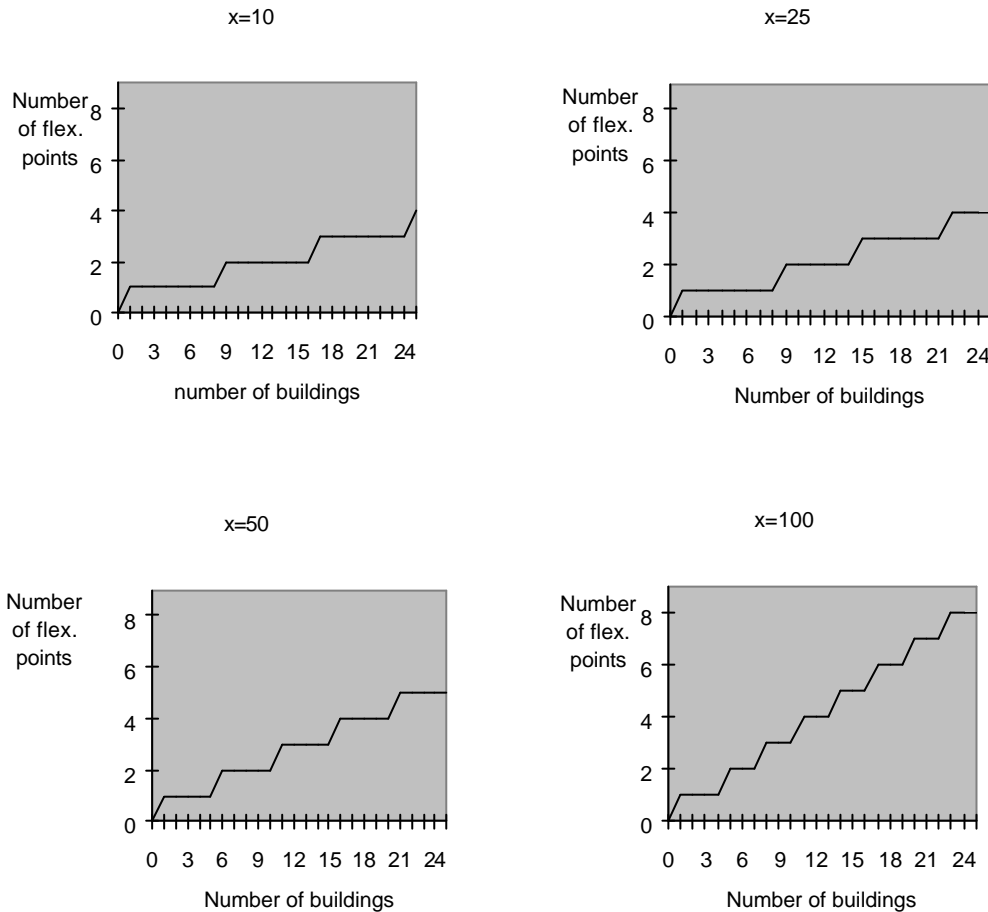 x=10
Number
of flex.
points
8
6
4
2
0
0 3 6 9 12 15 18 21 24
number of buildings
x=25
Number
of flex.
points
8
6
4
2
0
0 3 6 9 12 15 18 21 24
Number of buildings
x=50
Number
of flex.
points
8
6
4
2
0
0 3 6 9 12 15 18 21 24
Number of buildings
x=100
Number
of flex.
points
8
6
4
2
0
0 3 6 9 12 15 18 21 24
Number of buildings